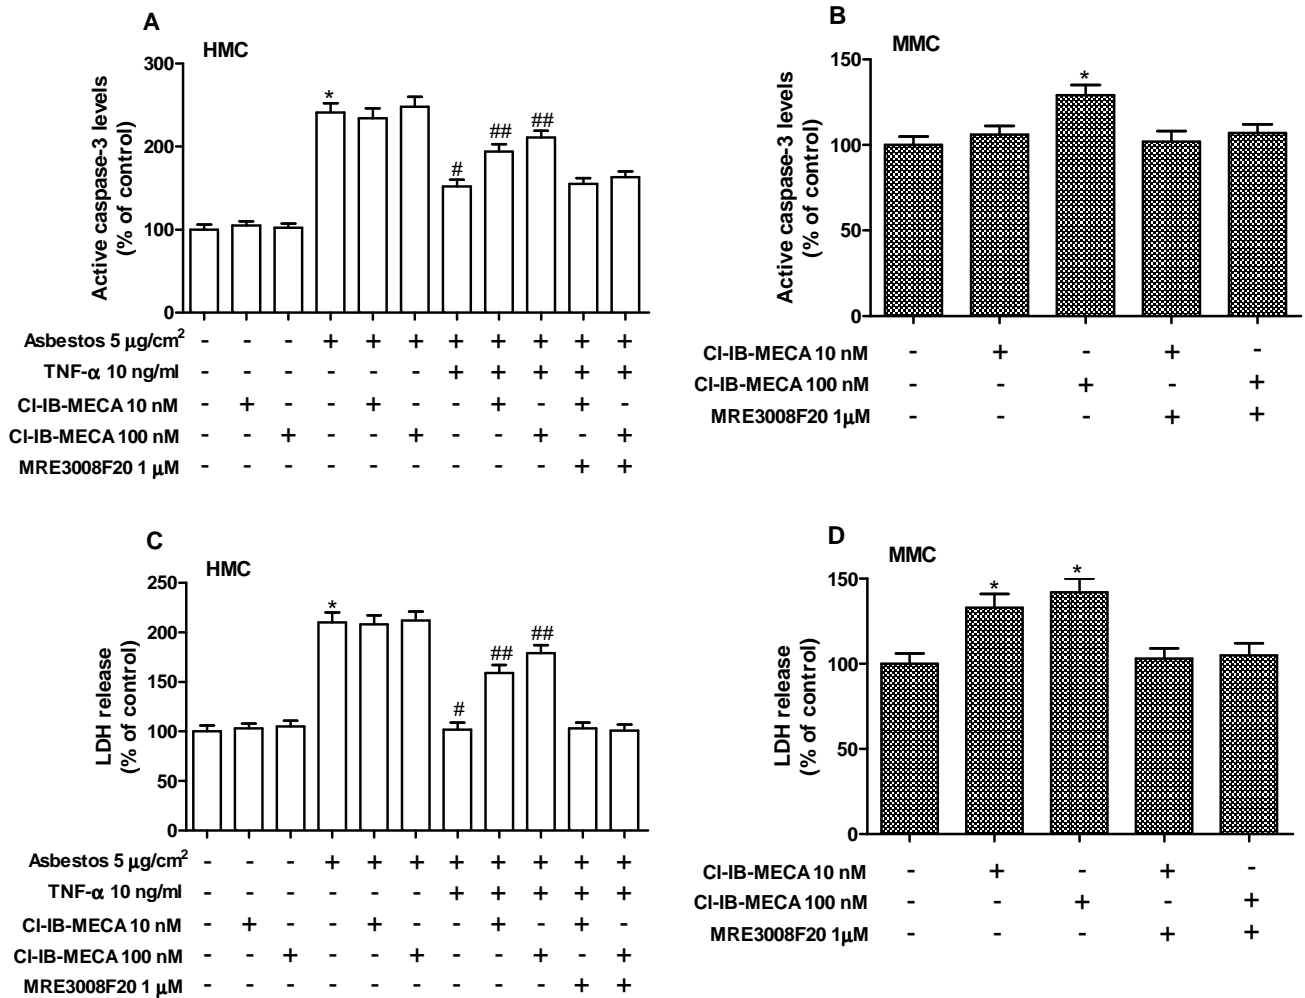 A
HMC
Active caspase-3 levels
(% of control)
300
200
100
0
*
#
##
##
Asbestos 5 μg/cm² - - - + + + + + + + +
TNF-α 10 ng/ml - - - - - - + + + + +
Cl-IB-MECA 10 nM - + - - + - - + - + -
Cl-IB-MECA 100 nM - - + - - + - - + - +
MRE3008F20 1 μM - - - - - - - - - + +
B
MMC
Active caspase-3 levels
(% of control)
150
100
50
0
*
Cl-IB-MECA 10 nM - + - + -
Cl-IB-MECA 100 nM - - + - +
MRE3008F20 1μM - - - + +
C
HMC
LDH release
(% of control)
250
200
150
100
50
0
*
#
##
##
Asbestos 5 μg/cm² - - - + + + + + + + +
TNF-α 10 ng/ml - - - - - - + + + + +
Cl-IB-MECA 10 nM - + - - + - - + - + -
Cl-IB-MECA 100 nM - - + - - + - - + - +
MRE3008F20 1 μM - - - - - - - - - + +
D
MMC
LDH release
(% of control)
150
100
50
0
*
*
Cl-IB-MECA 10 nM - + - + -
Cl-IB-MECA 100 nM - - + - +
MRE3008F20 1μM - - - + +